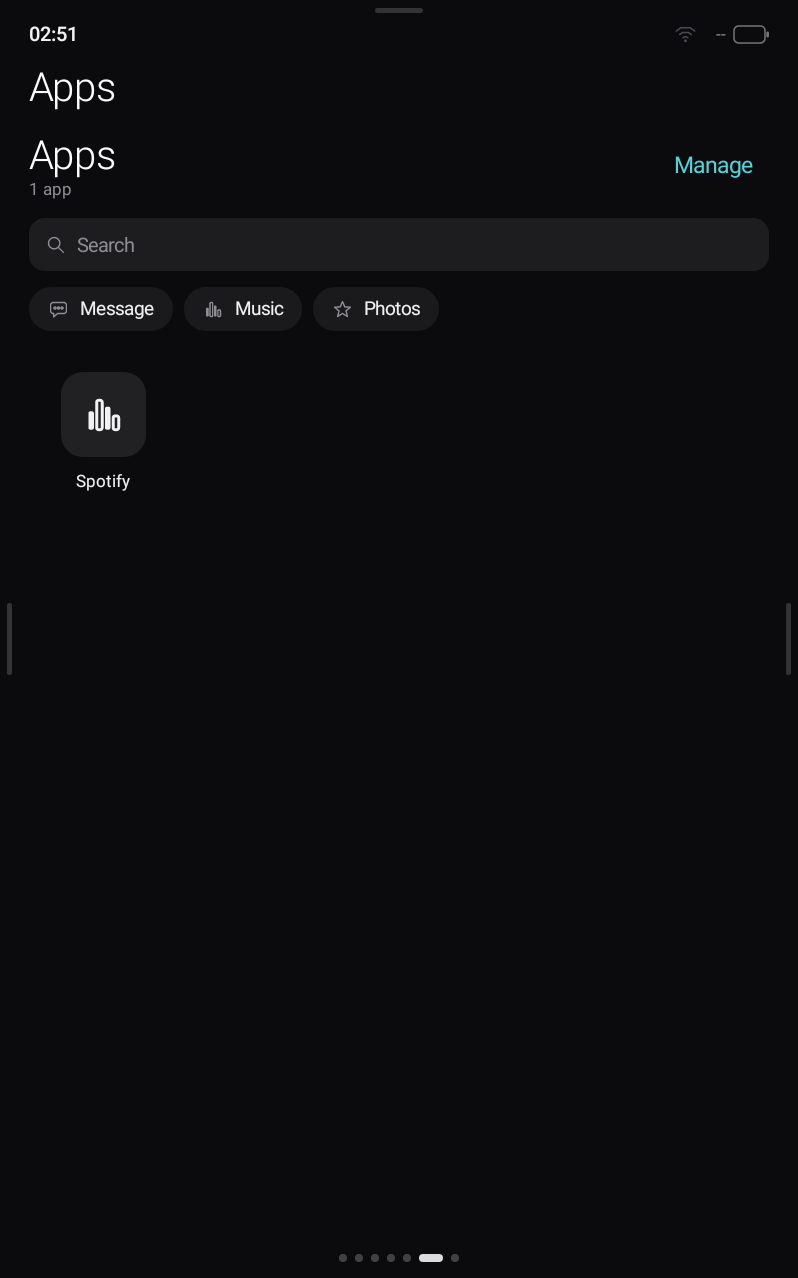 02:51
--
Apps
Apps
Manage
1 app
Search
Message
Music
Photos
Spotify